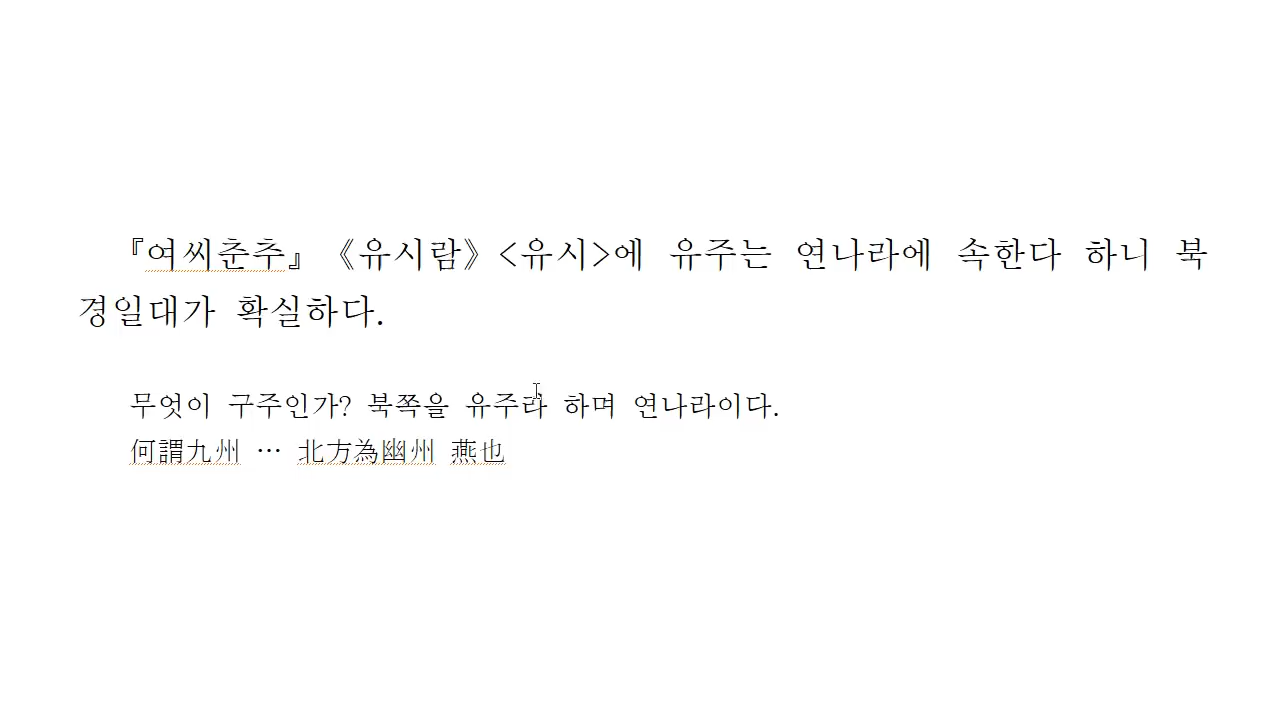 『여씨춘추』 《유시람》<유시>에 유주는 연나라에 속한다 하니 북
경일대가 확실하다.
무엇이 구주인가? 북쪽을 유주라 하며 연나라이다.
何謂九州 … 北方為幽州 燕也